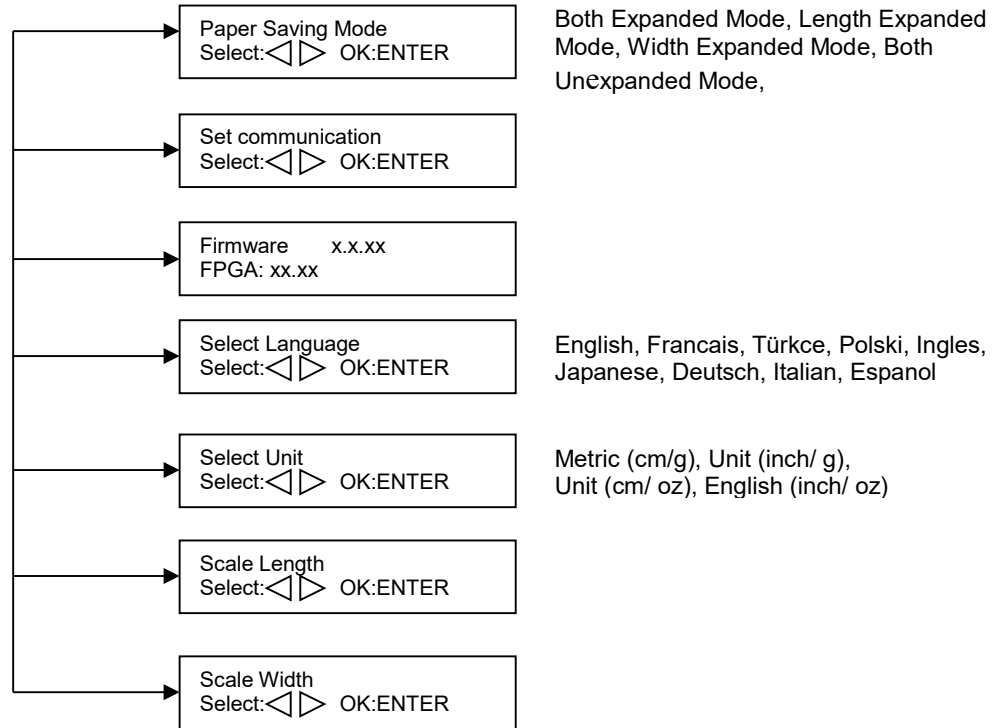 Paper Saving Mode
Select:◁ ▷ OK:ENTER
Both Expanded Mode, Length Expanded
Mode, Width Expanded Mode, Both
Unexpanded Mode,
Set communication
Select:◁ ▷ OK:ENTER
Firmware x.x.xx
FPGA: xx.xx
Select Language
Select:◁ ▷ OK:ENTER
English, Francais, Türkce, Polski, Ingles,
Japanese, Deutsch, Italian, Espanol
Select Unit
Select:◁ ▷ OK:ENTER
Metric (cm/g), Unit (inch/ g),
Unit (cm/ oz), English (inch/ oz)
Scale Length
Select:◁ ▷ OK:ENTER
Scale Width
Select:◁ ▷ OK:ENTER